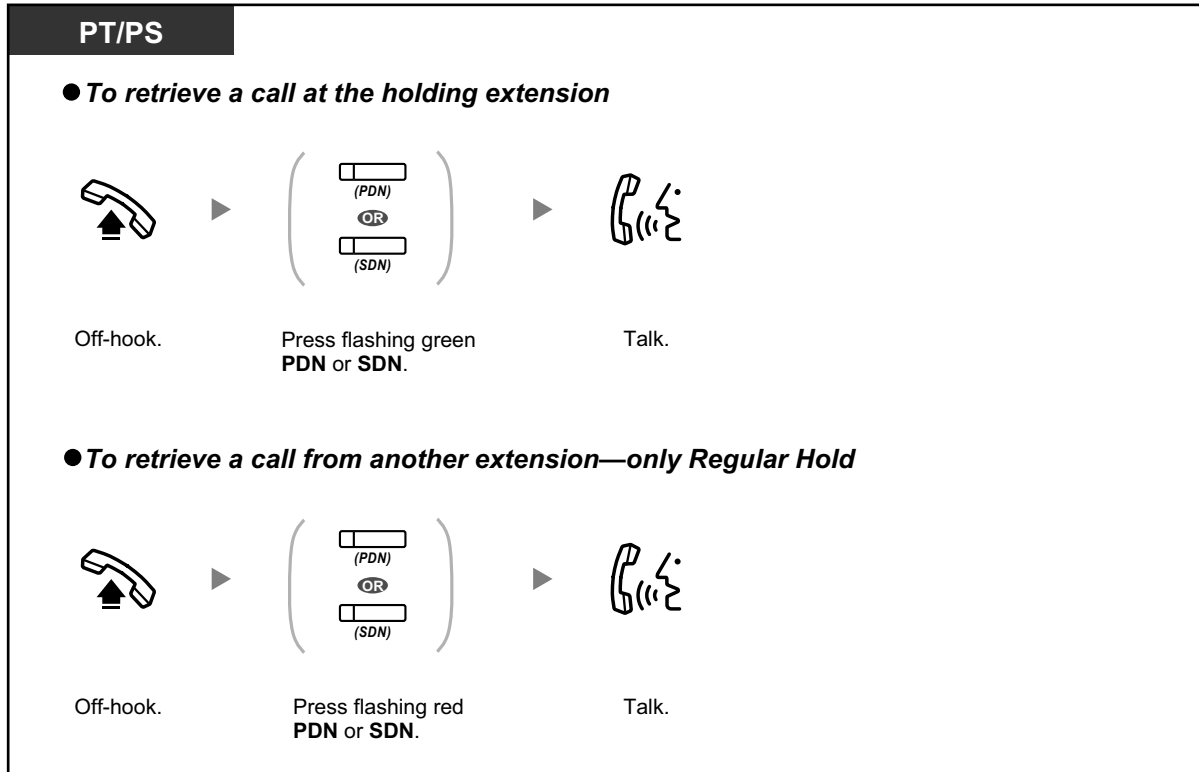 PT/PS
To retrieve a call at the holding extension
(PDN)
OR
(SDN)
Off-hook.
Press flashing green
PDN or SDN.
Talk.
To retrieve a call from another extension—only Regular Hold
(PDN)
OR
(SDN)
Off-hook.
Press flashing red
PDN or SDN.
Talk.